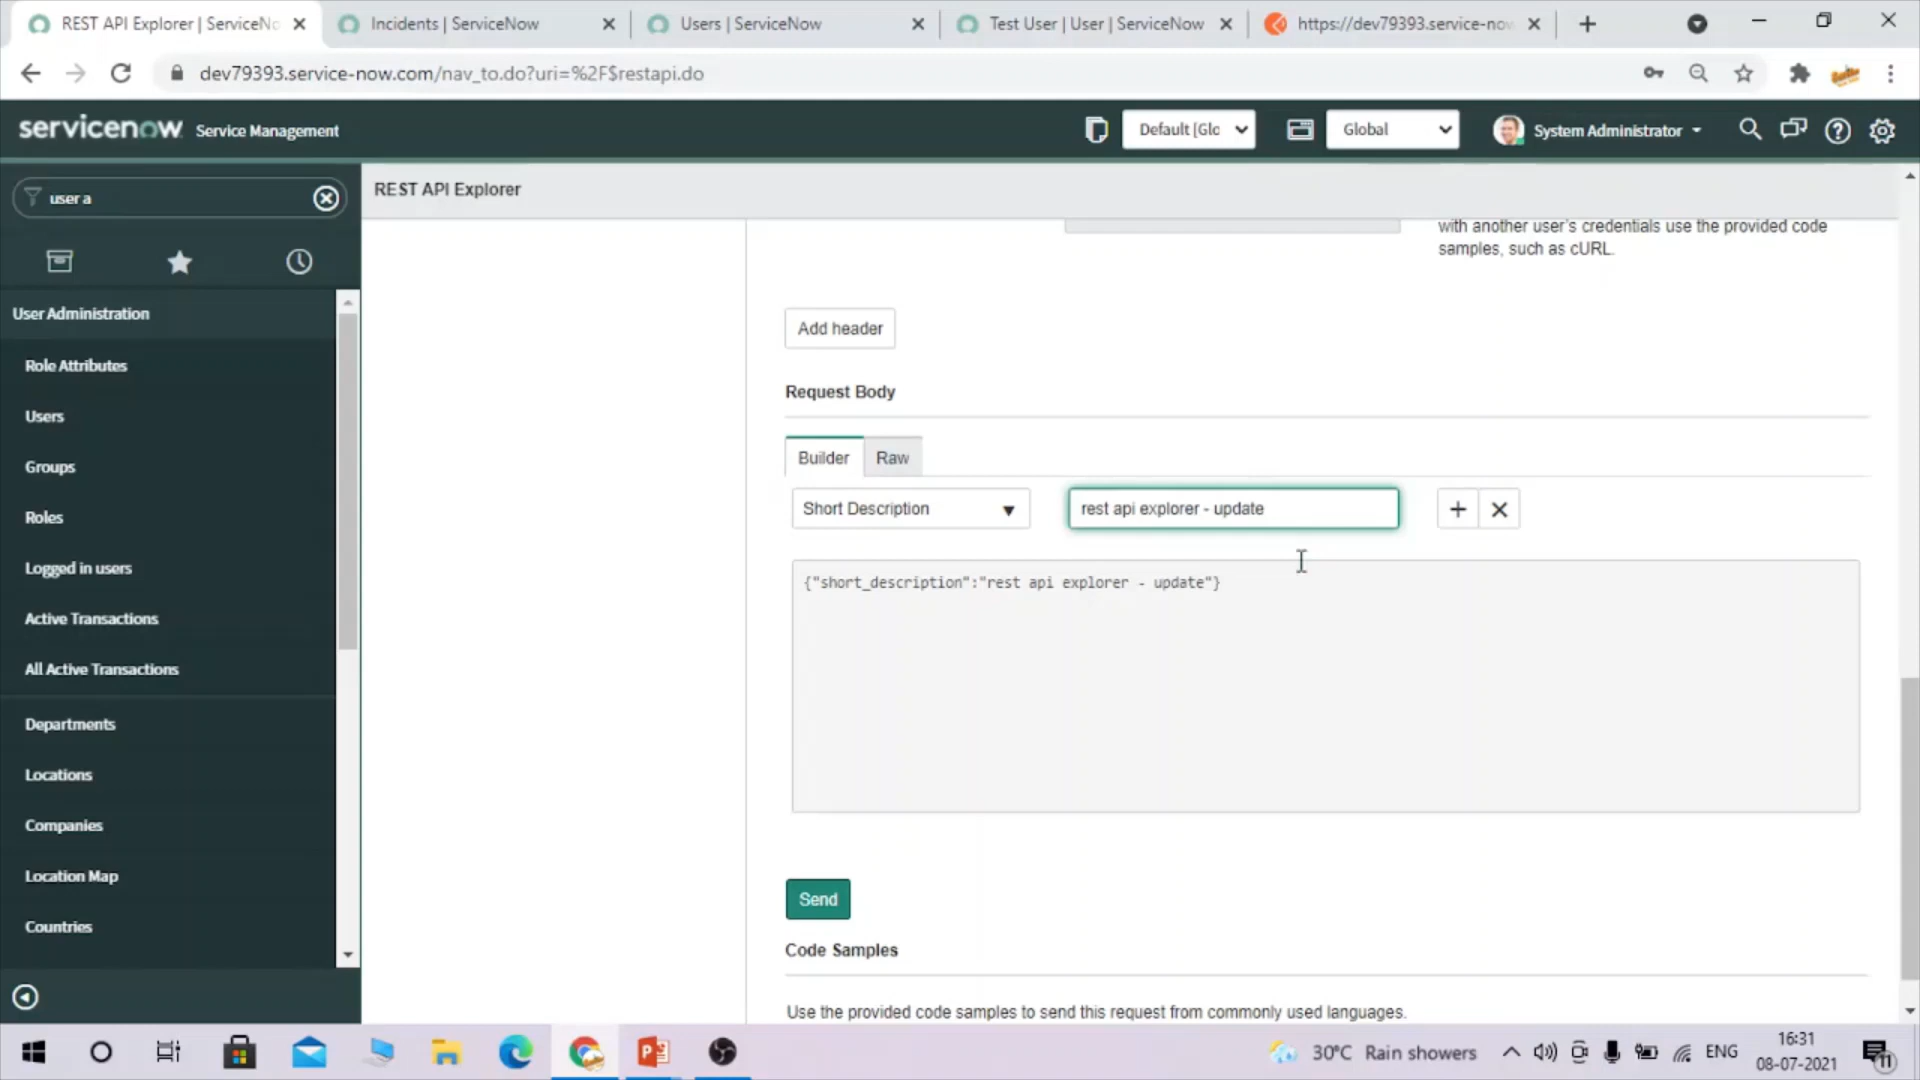 REST API Explorer | ServiceNo
Incidents | ServiceNow
Users | ServiceNow
Test User | User | ServiceNow
https://dev79393.service-now
dev79393.service-now.com/nav_to.do?uri=%2F$restapi.do
servicenow Service Management
Default [Glo
Global
System Administrator
user a
REST API Explorer
with another user's credentials use the provided code
samples, such as cURL.
User Administration
Role Attributes
Users
Groups
Roles
Logged in users
Active Transactions
All Active Transactions
Departments
Locations
Companies
Location Map
Countries
Add header
Request Body
Builder
Raw
Short Description
rest api explorer - update
{"short_description":"rest api explorer - update"}
Send
Code Samples
Use the provided code samples to send this request from commonly used languages.
30°C Rain showers
ENG
16:31
08-07-2021
11